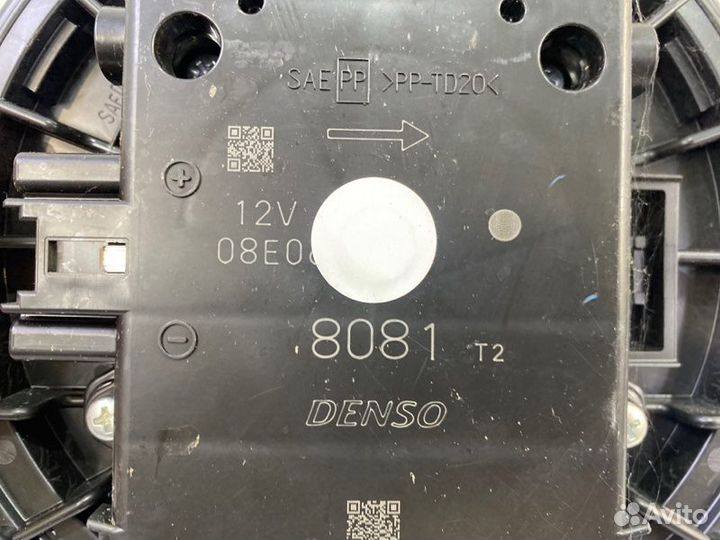 SAE PP >PP-TD20<
12V
08E0
8081 T2
DENSO
Avito